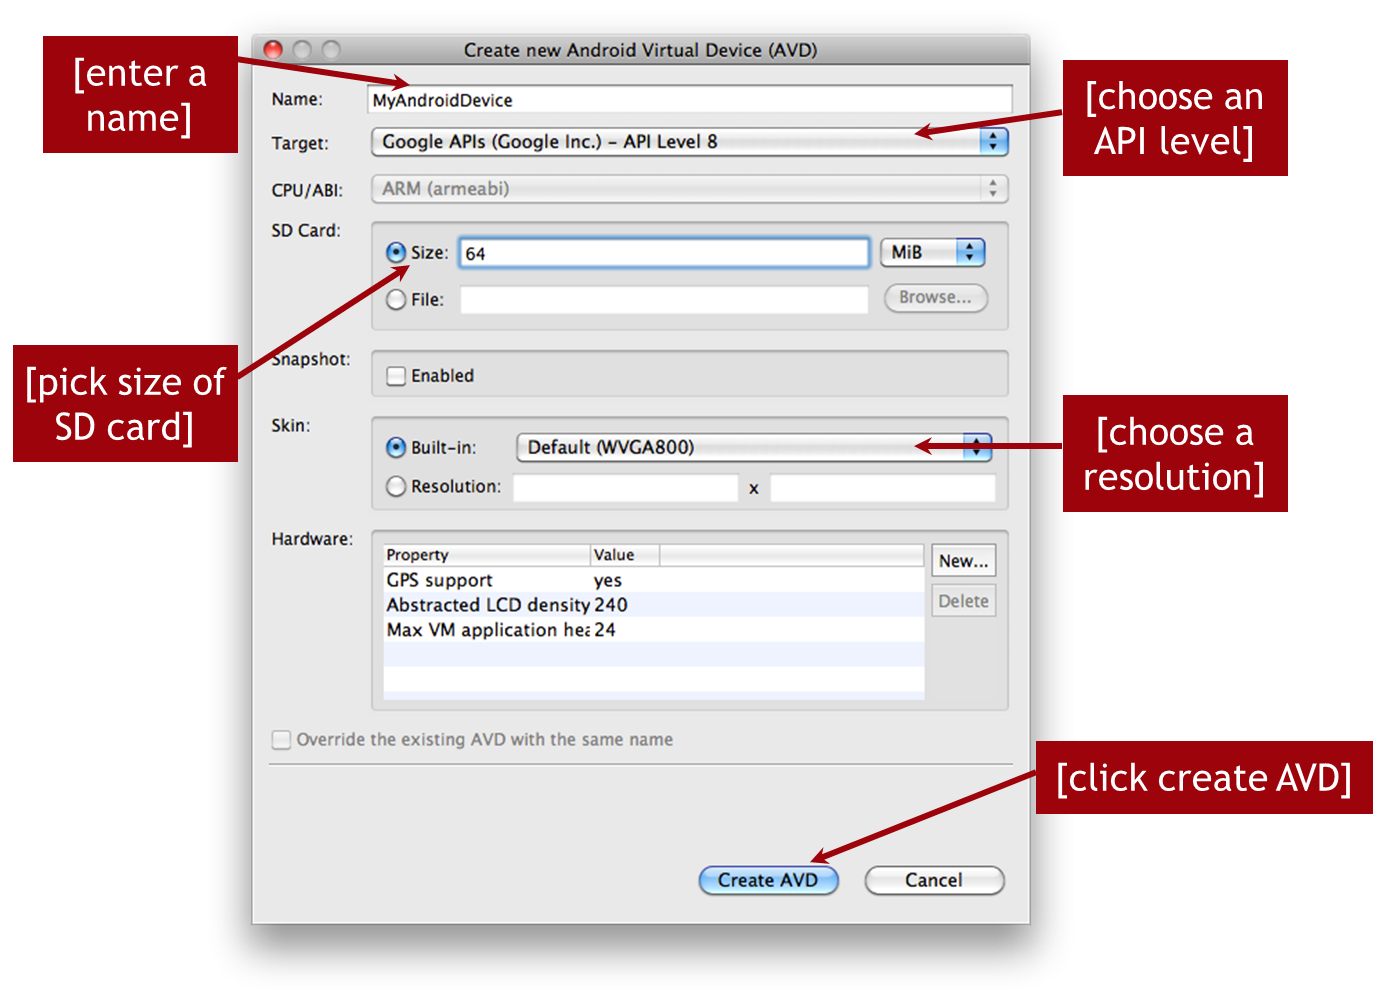 Create new Android Virtual Device (AVD)
[enter a
name]
Name: MyAndroidDevice
[choose an
API level]
Target: Google APIs (Google Inc.) – API Level 8
CPU/ABI: ARM (armeabi)
SD Card:
Size: 64 MiB
File: Browse...
[pick size of
SD card]
Snapshot:
Enabled
Skin:
Built-in: Default (WVGA800)
[choose a
resolution]
Resolution: x
Hardware:
Property Value
New...
GPS support yes
Abstracted LCD density 240
Delete
Max VM application hea 24
Override the existing AVD with the same name
[click create AVD]
Create AVD Cancel